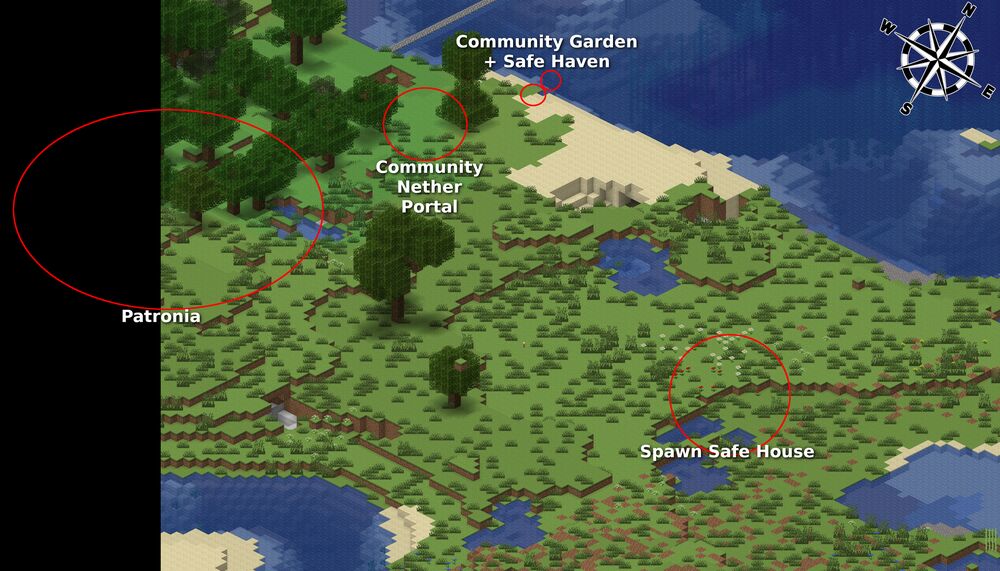 N
W
E
S
Community Garden
+ Safe Haven
Community
Nether
Portal
Patronia
Spawn Safe House